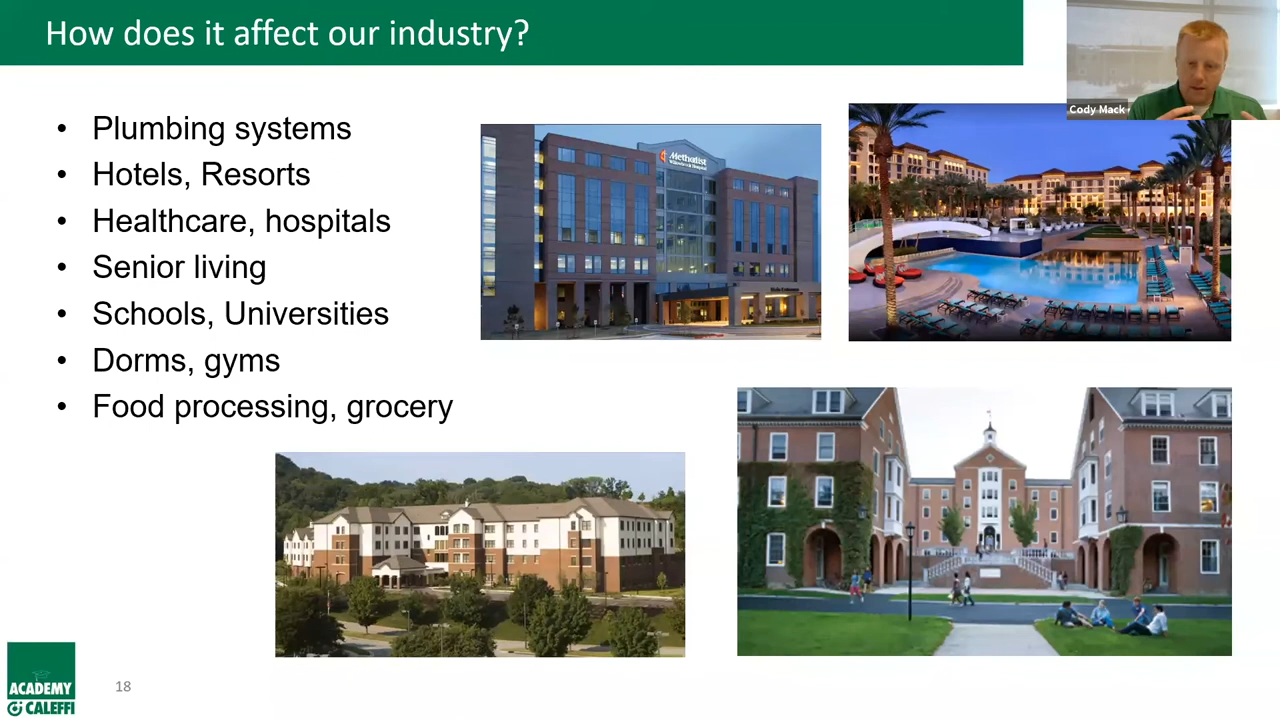 How does it affect our industry?
Cody Mack
• Plumbing systems
• Hotels, Resorts
• Healthcare, hospitals
• Senior living
• Schools, Universities
• Dorms, gyms
• Food processing, grocery
Methodist
18
ACADEMY
CALEFFI